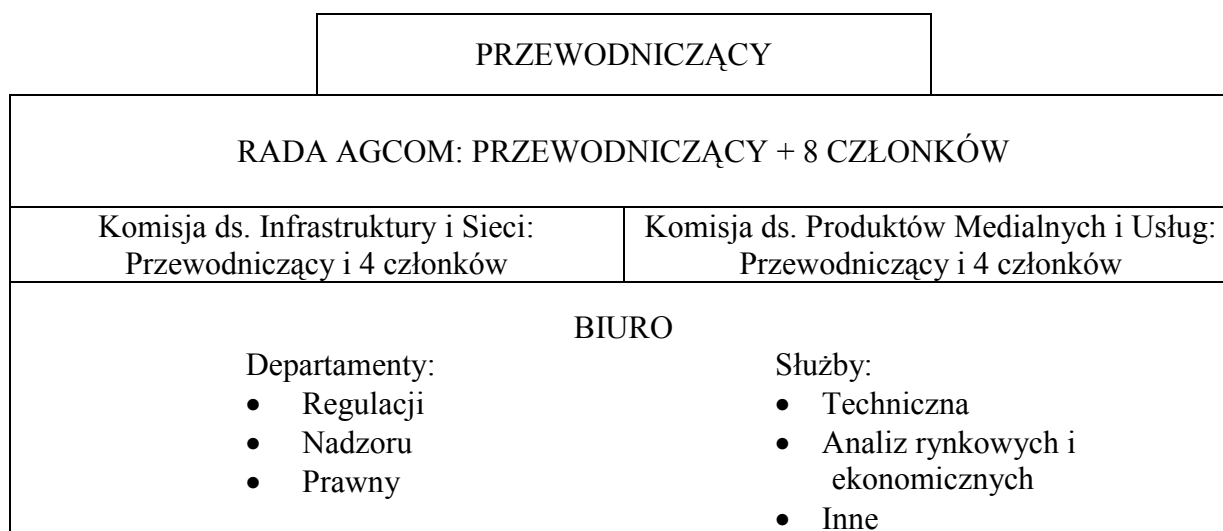 PRZEWODNICZĄCY
RADA AGCOM: PRZEWODNICZĄCY + 8 CZŁONKÓW
Komisja ds. Infrastruktury i Sieci:
Przewodniczący i 4 członków
Komisja ds. Produktów Medialnych i Usług:
Przewodniczący i 4 członków
BIURO
Departamenty:
• Regulacji
• Nadzoru
• Prawny
Służby:
• Techniczna
• Analiz rynkowych i
ekonomicznych
• Inne